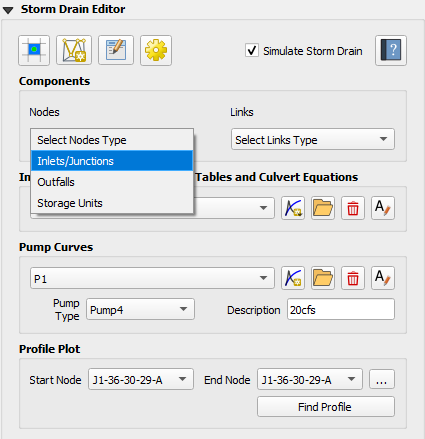 Storm Drain Editor
Simulate Storm Drain
Components
Nodes
Links
Select Nodes Type
Select Links Type
Inlets/Junctions
Outfalls
Storage Units
Tables and Culvert Equations
Pump Curves
P1
Pump Type
Pump4
Description
20cfs
Profile Plot
Start Node
J1-36-30-29-A
End Node
J1-36-30-29-A
...
Find Profile